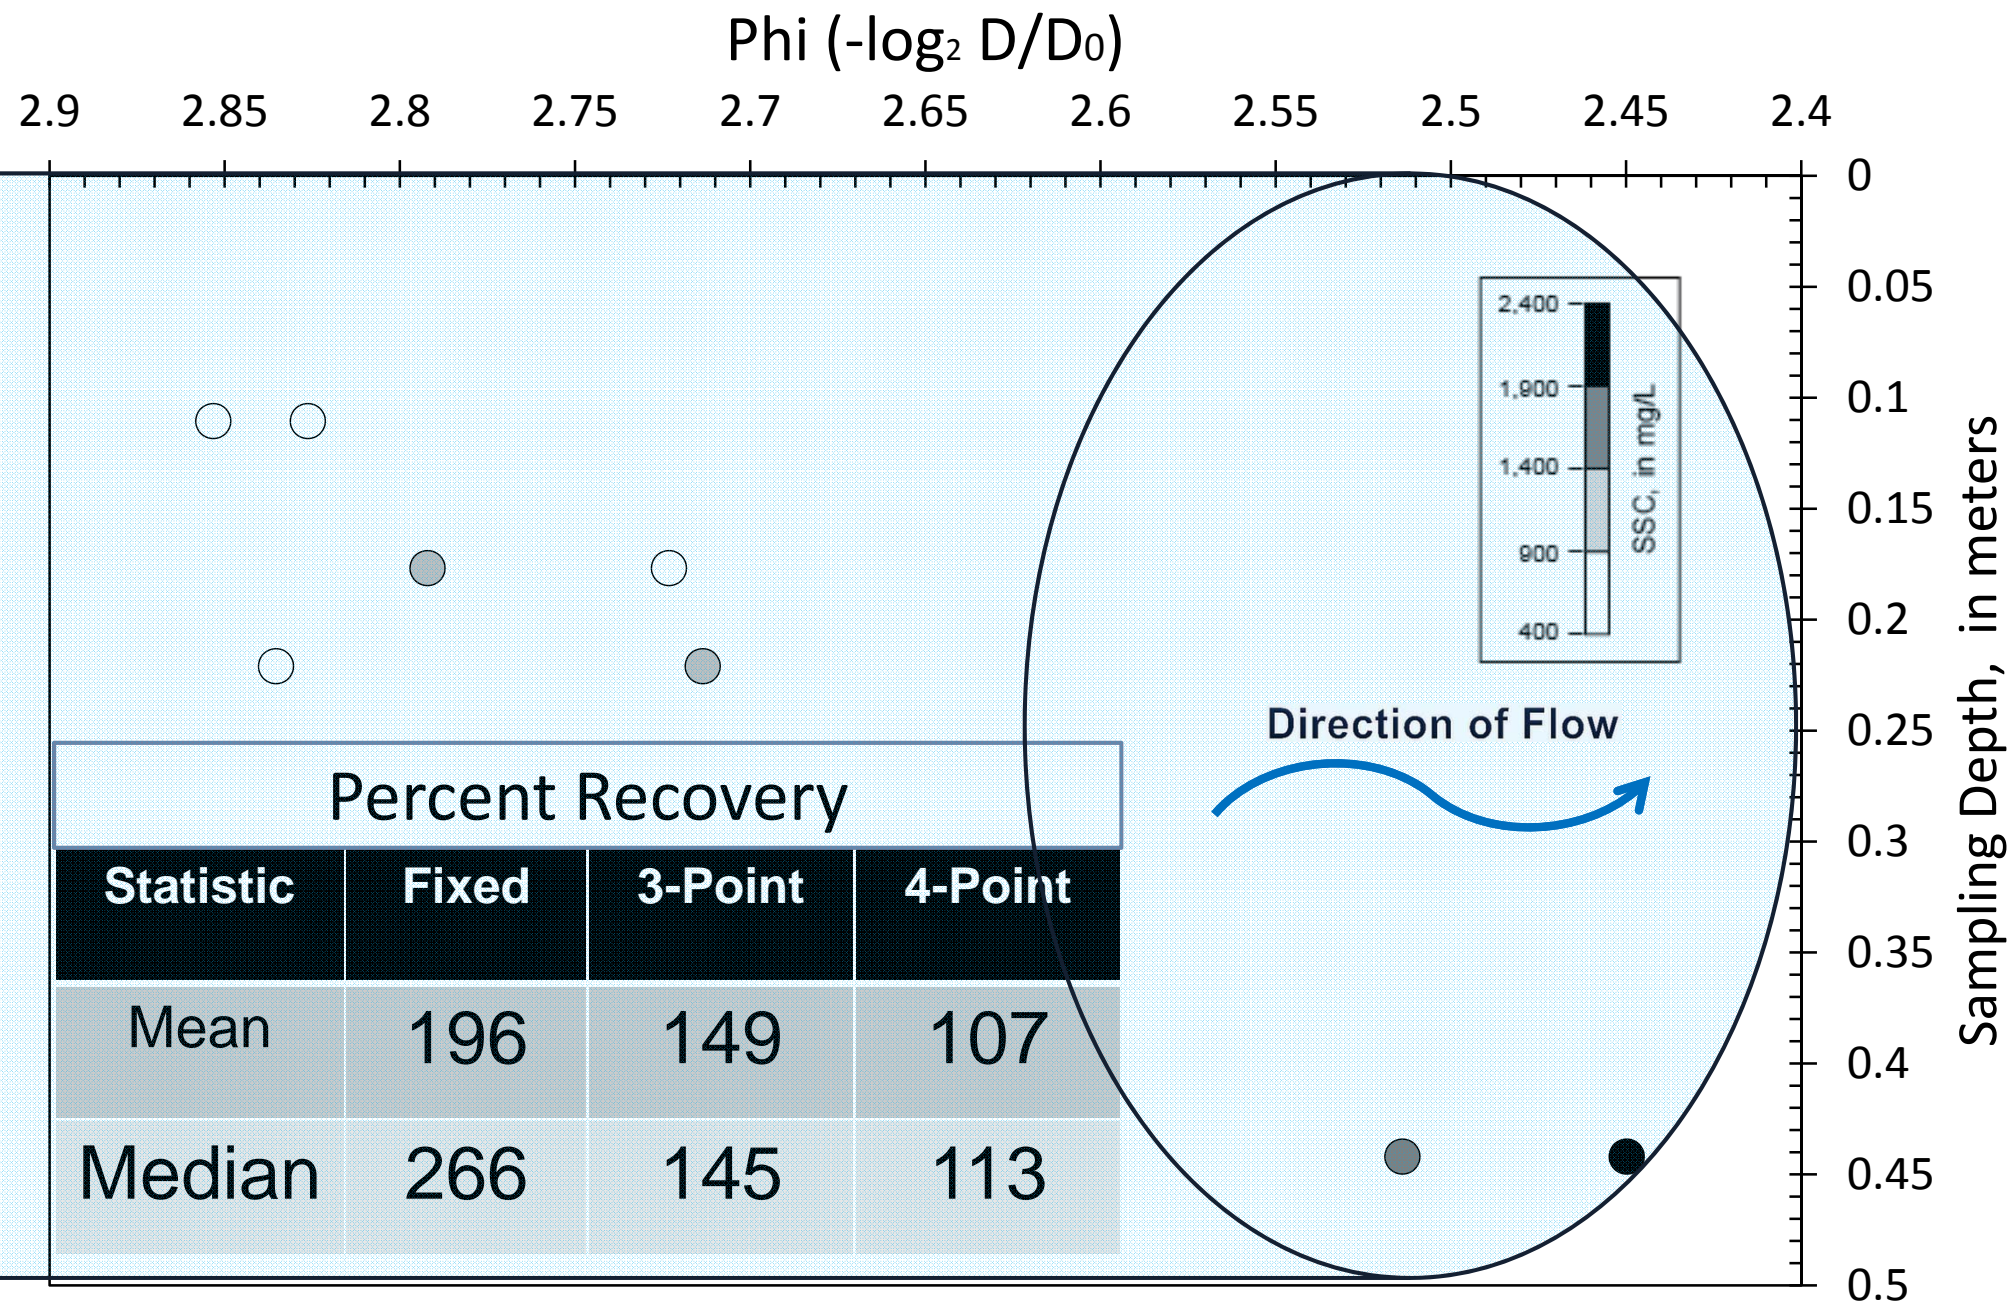 Phi (-log₂ D/D₀)
2.9 2.85 2.8 2.75 2.7 2.65 2.6 2.55 2.5 2.45 2.4
0
0.05
0.1
0.15
0.2
0.25
0.3
0.35
0.4
0.45
0.5
Sampling Depth, in meters
2,400
1,900
1,400
900
400
SSC, in mg/L
Direction of Flow
Percent Recovery
Statistic Fixed 3-Point 4-Point
Mean 196 149 107
Median 266 145 113